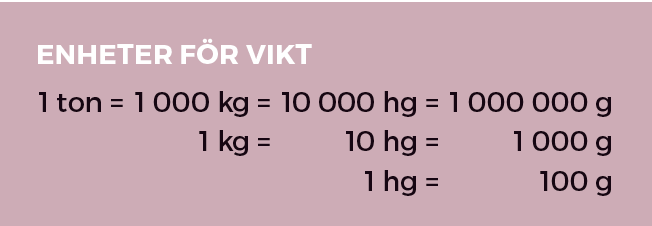 ENHETER FÖR VIKT
1 ton = 1 000 kg = 10 000 hg = 1 000 000 g
1 kg = 10 hg = 1 000 g
1 hg = 100 g